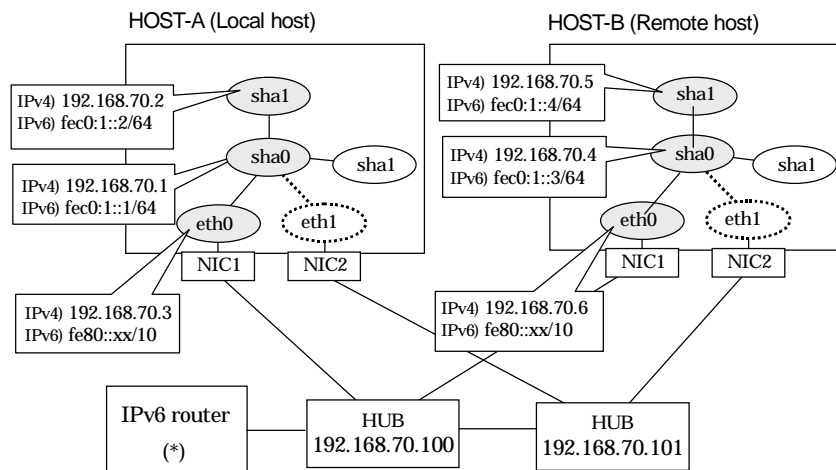 HOST-A (Local host)
HOST-B (Remote host)
IPv4) 192.168.70.2
IPv6) fec0:1::2/64
sha1
IPv4) 192.168.70.1
IPv6) fec0:1::1/64
sha0
sha1
eth0
eth1
NIC1
NIC2
IPv4) 192.168.70.3
IPv6) fe80::xx/10
IPv4) 192.168.70.5
IPv6) fec0:1::4/64
sha1
IPv4) 192.168.70.4
IPv6) fec0:1::3/64
sha0
sha1
eth0
eth1
NIC1
NIC2
IPv4) 192.168.70.6
IPv6) fe80::xx/10
IPv6 router
(*)
HUB
192.168.70.100
HUB
192.168.70.101